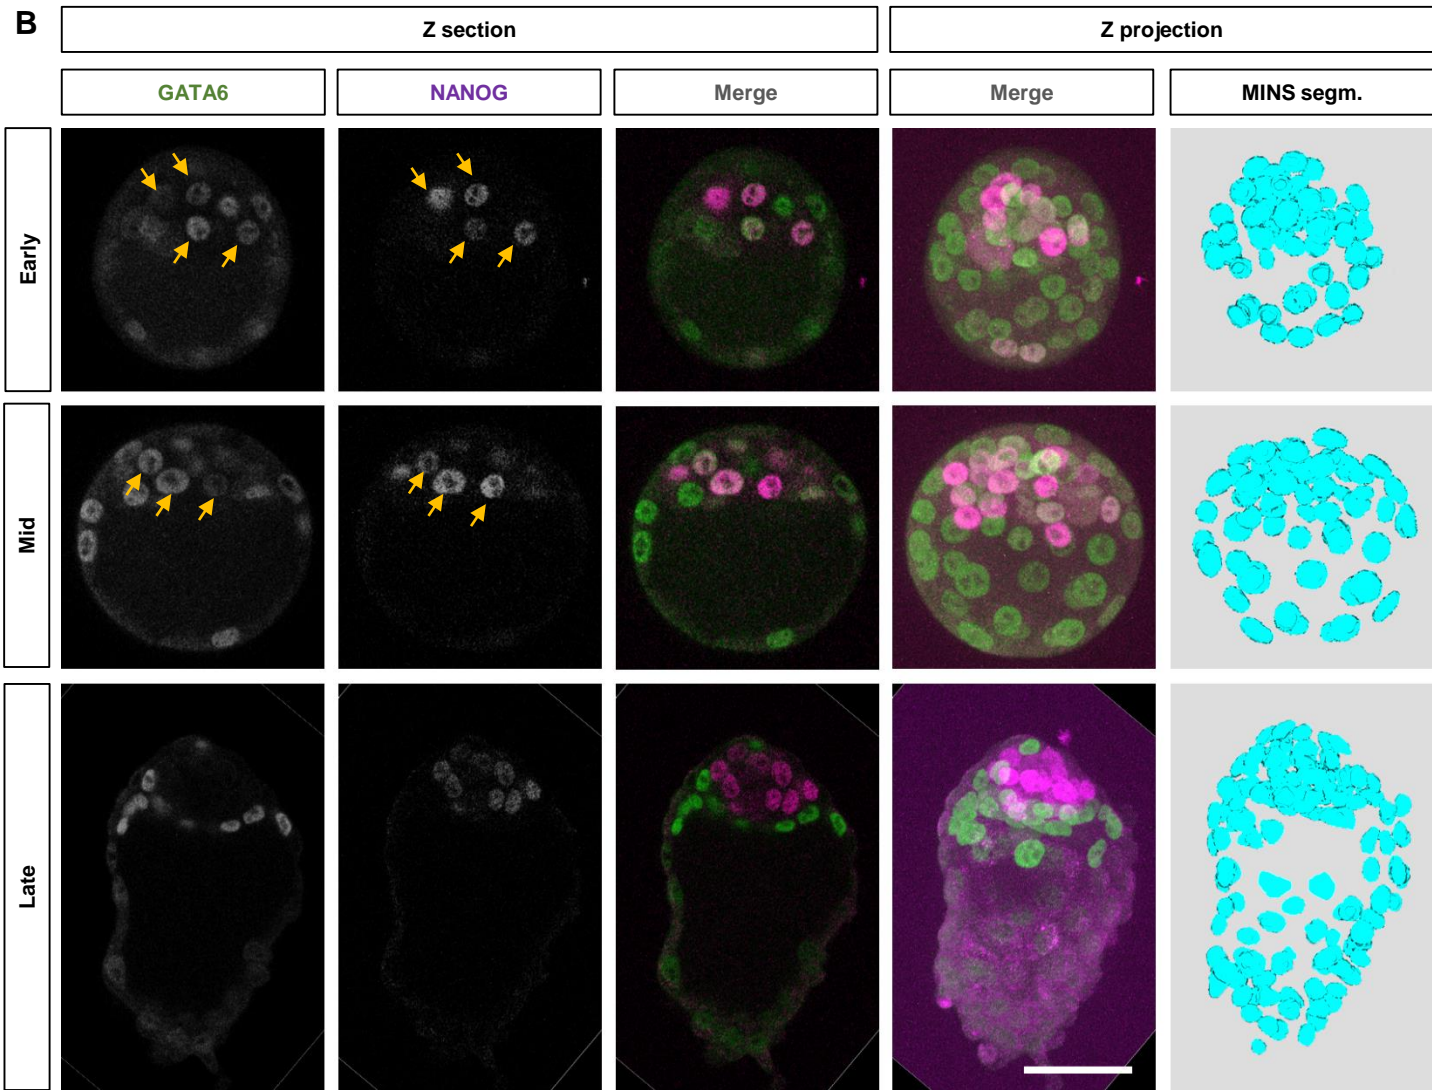 B
Z section
Z projection
GATA6
NANOG
Merge
Merge
MINS segm.
Early
Mid
Late